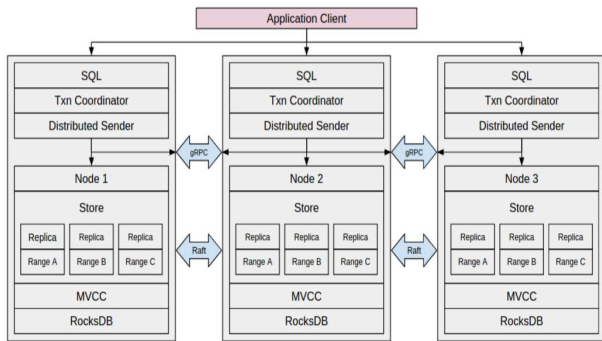 Application Client
SQL
Txn Coordinator
Distributed Sender
SQL
Txn Coordinator
Distributed Sender
SQL
Txn Coordinator
Distributed Sender
gRPC
gRPC
Node 1
Store
Replica Replica Replica
Range A Range B Range C
MVCC
RocksDB
Raft
Node 2
Store
Replica Replica Replica
Range A Range B Range C
MVCC
RocksDB
Raft
Node 3
Store
Replica Replica Replica
Range A Range B Range C
MVCC
RocksDB